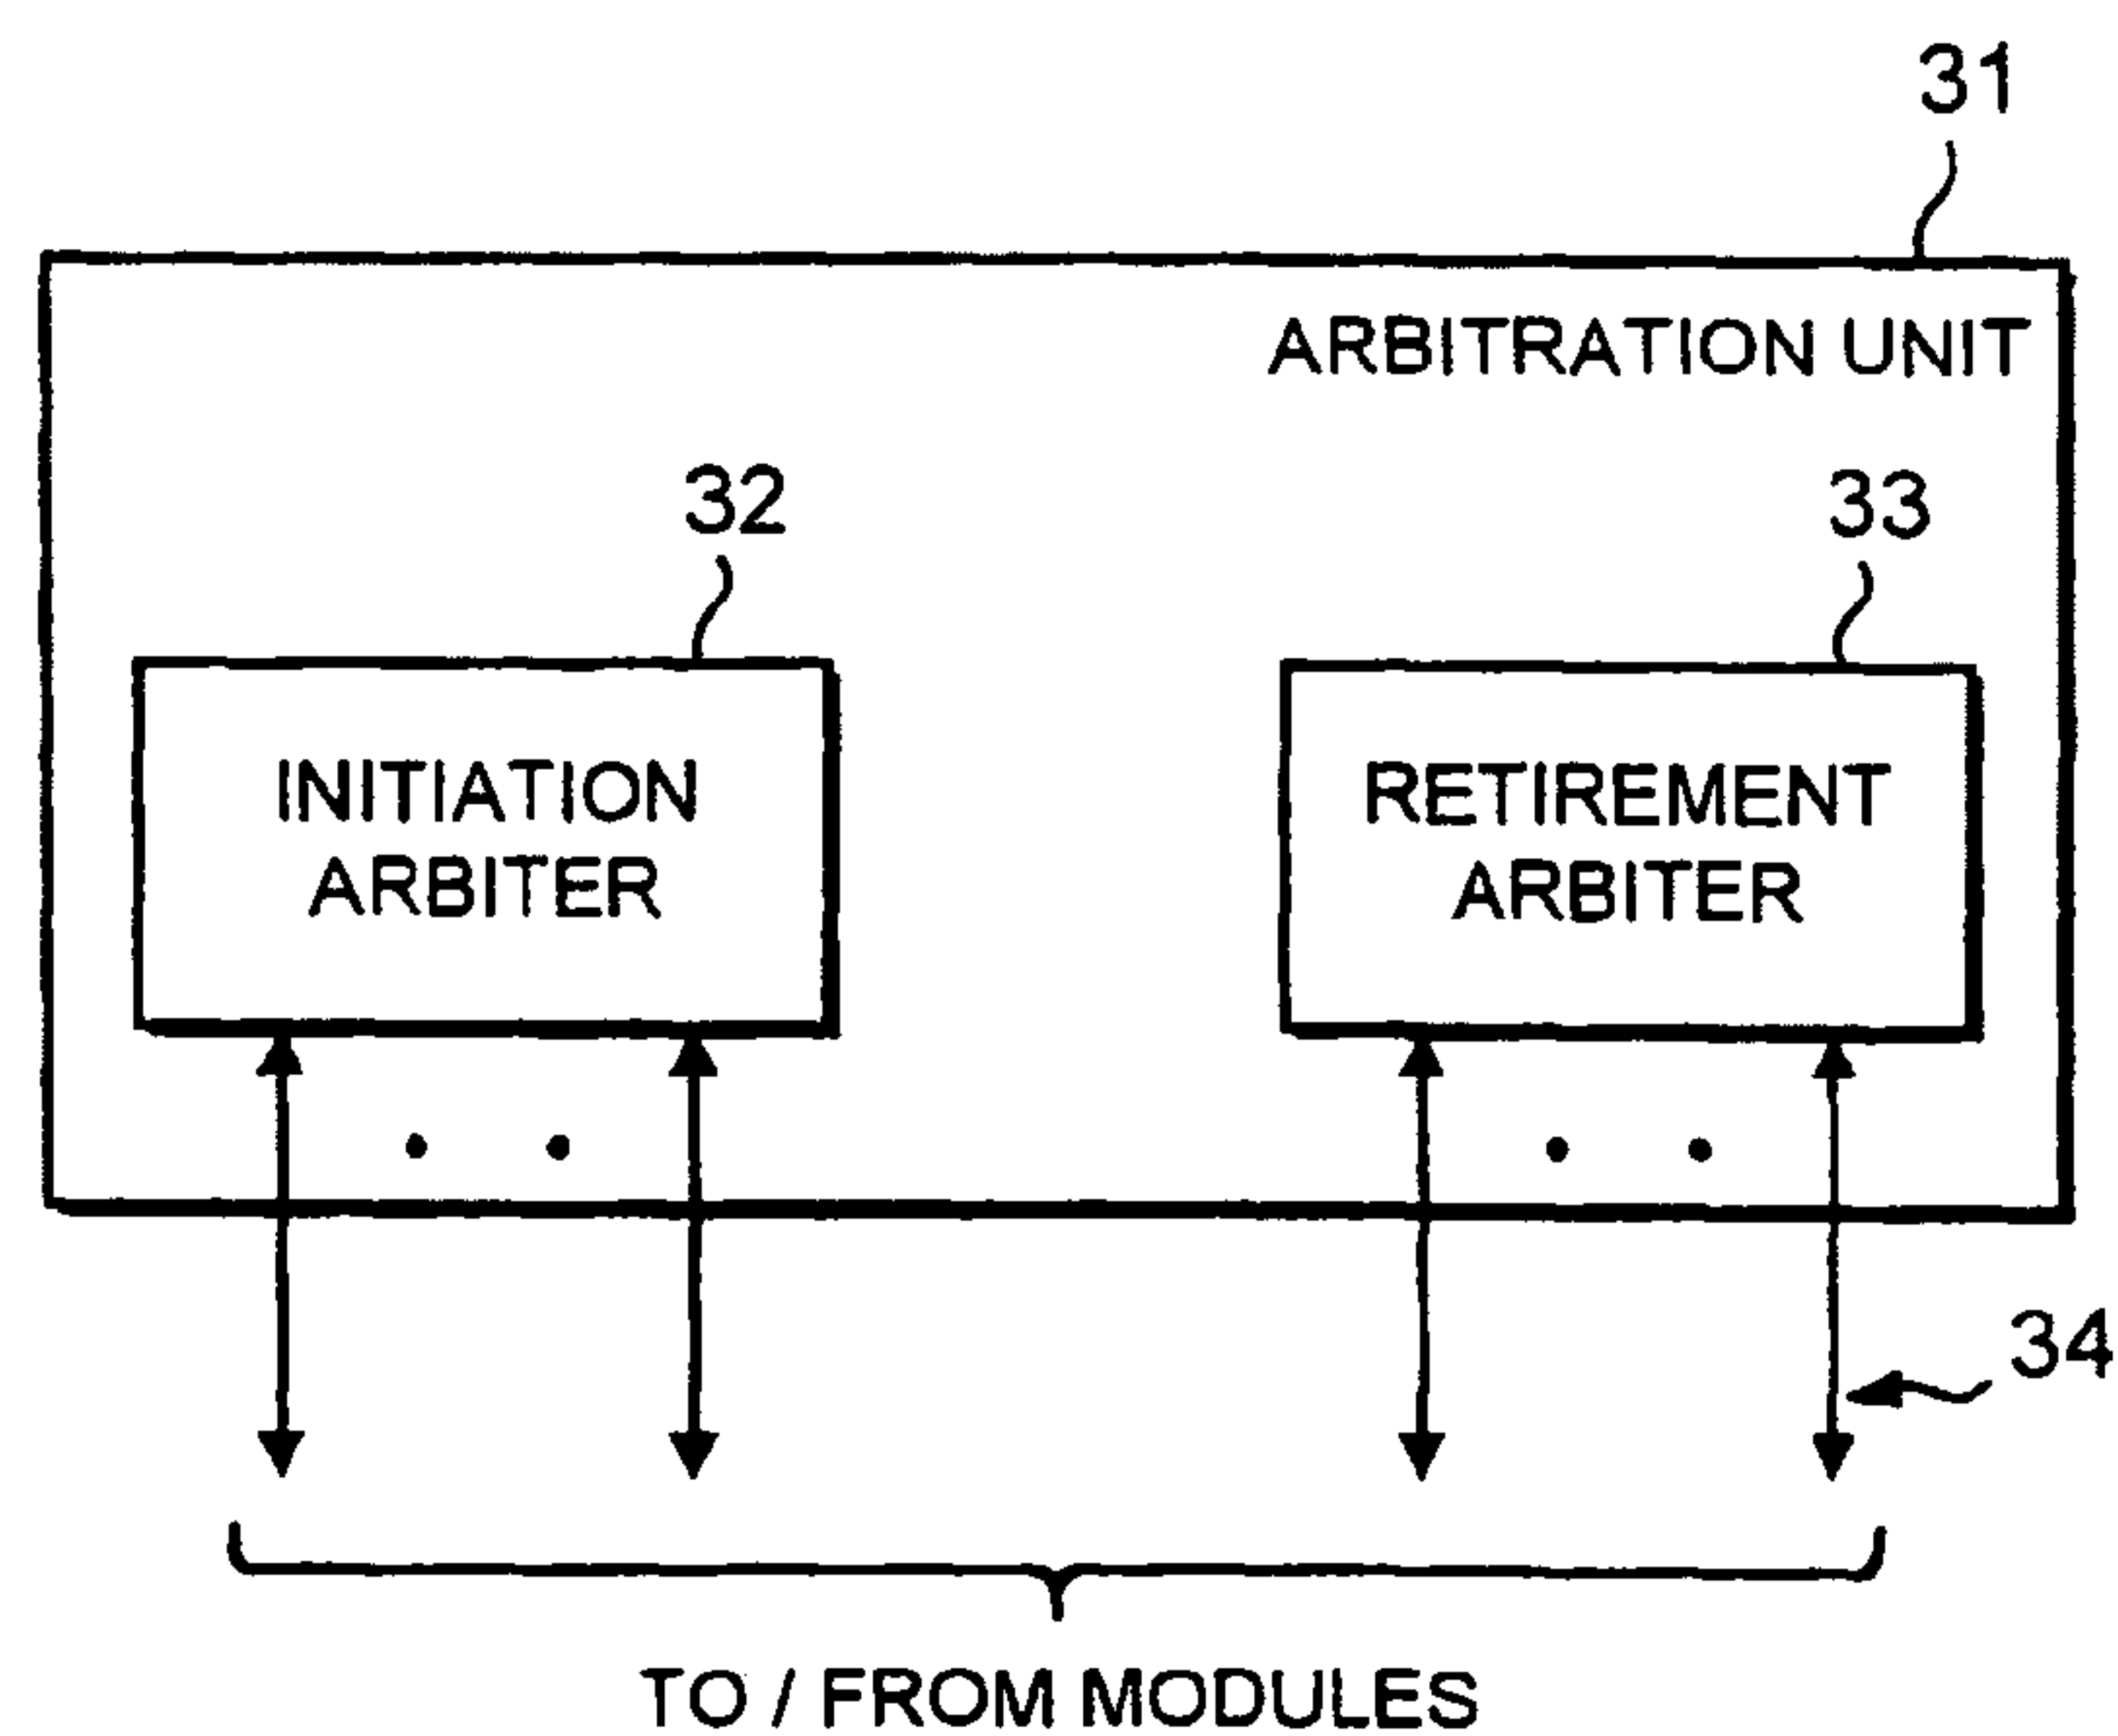 31
ARBITRATION UNIT
32
33
INITIATION
ARBITER
RETIREMENT
ARBITER
34
TO / FROM MODULES